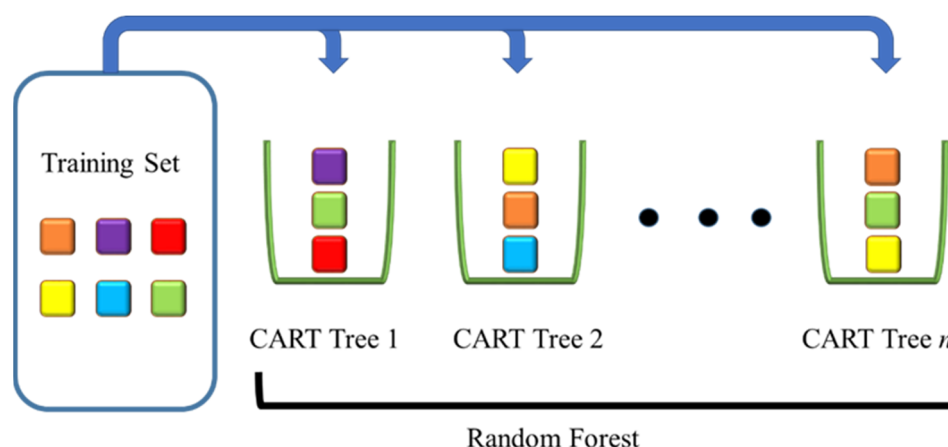 Training Set
CART Tree 1
CART Tree 2
CART Tree n
Random Forest